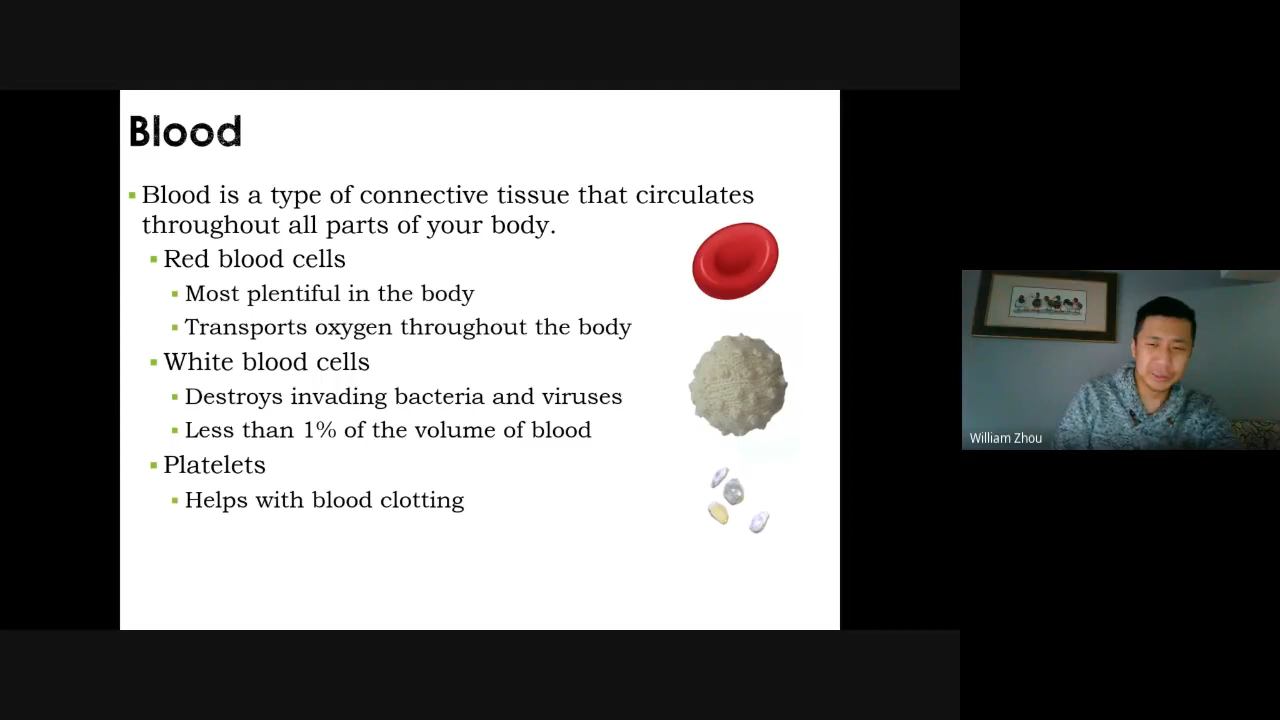 Blood
Blood is a type of connective tissue that circulates
throughout all parts of your body.
Red blood cells
Most plentiful in the body
Transports oxygen throughout the body
White blood cells
Destroys invading bacteria and viruses
Less than 1% of the volume of blood
Platelets
Helps with blood clotting
William Zhou